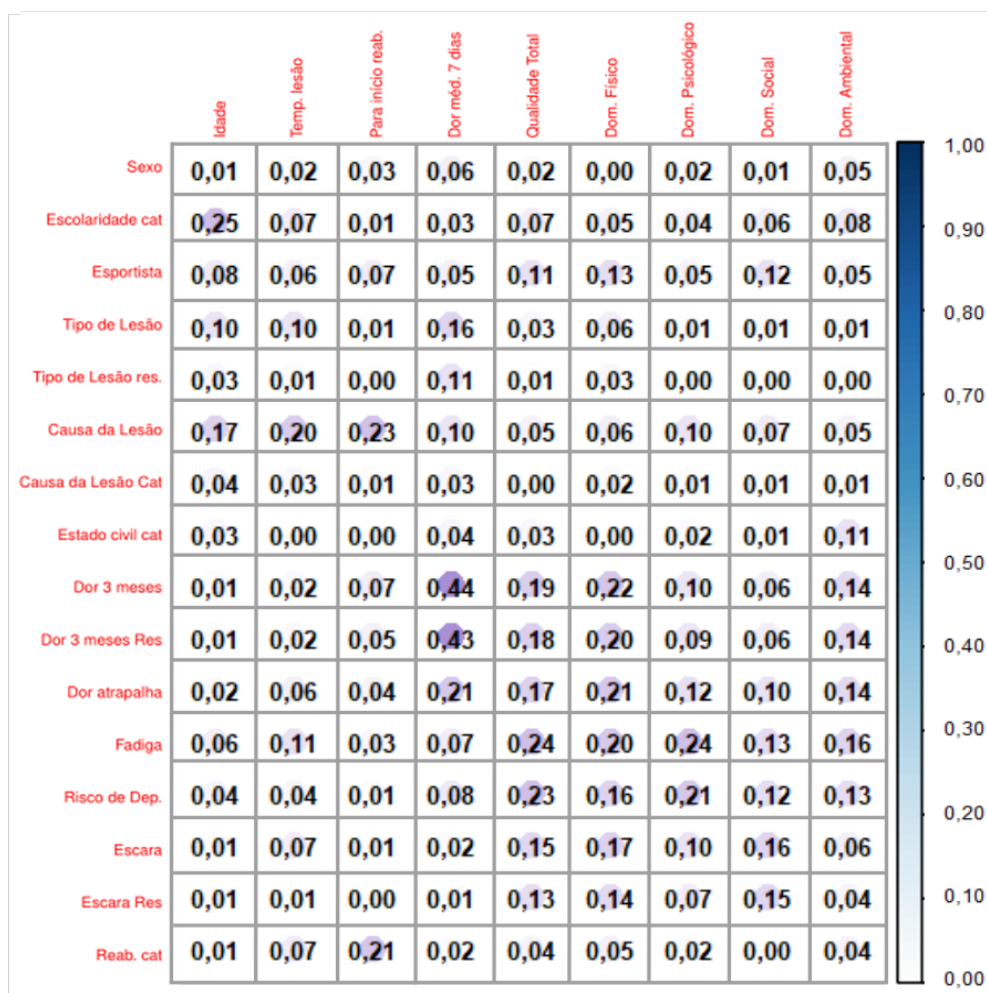 Idade Temp. lesão Para início reab. Dor méd. 7 dias Qualidade Total Dom. Físico Dom. Psicológico Dom. Social Dom. Ambiental
Sexo 0,01 0,02 0,03 0,06 0,02 0,00 0,02 0,01 0,05
Escolaridade cat 0,25 0,07 0,01 0,03 0,07 0,05 0,04 0,06 0,08
Esportista 0,08 0,06 0,07 0,05 0,11 0,13 0,05 0,12 0,05
Tipo de Lesão 0,10 0,10 0,01 0,16 0,03 0,06 0,01 0,01 0,01
Tipo de Lesão res. 0,03 0,01 0,00 0,11 0,01 0,03 0,00 0,00 0,00
Causa da Lesão 0,17 0,20 0,23 0,10 0,05 0,06 0,10 0,07 0,05
Causa da Lesão Cat 0,04 0,03 0,01 0,03 0,00 0,02 0,01 0,01 0,01
Estado civil cat 0,03 0,00 0,00 0,04 0,03 0,00 0,02 0,01 0,11
Dor 3 meses 0,01 0,02 0,07 0,44 0,19 0,22 0,10 0,06 0,14
Dor 3 meses Res 0,01 0,02 0,05 0,43 0,18 0,20 0,09 0,06 0,14
Dor atrapalha 0,02 0,06 0,04 0,21 0,17 0,21 0,12 0,10 0,14
Fadiga 0,06 0,11 0,03 0,07 0,24 0,20 0,24 0,13 0,16
Risco de Dep. 0,04 0,04 0,01 0,08 0,23 0,16 0,21 0,12 0,13
Escara 0,01 0,07 0,01 0,02 0,15 0,17 0,10 0,16 0,06
Escara Res 0,01 0,01 0,00 0,01 0,13 0,14 0,07 0,15 0,04
Reab. cat 0,01 0,07 0,21 0,02 0,04 0,05 0,02 0,00 0,04
1,00
0,90
0,80
0,70
0,60
0,50
0,40
0,30
0,20
0,10
0,00